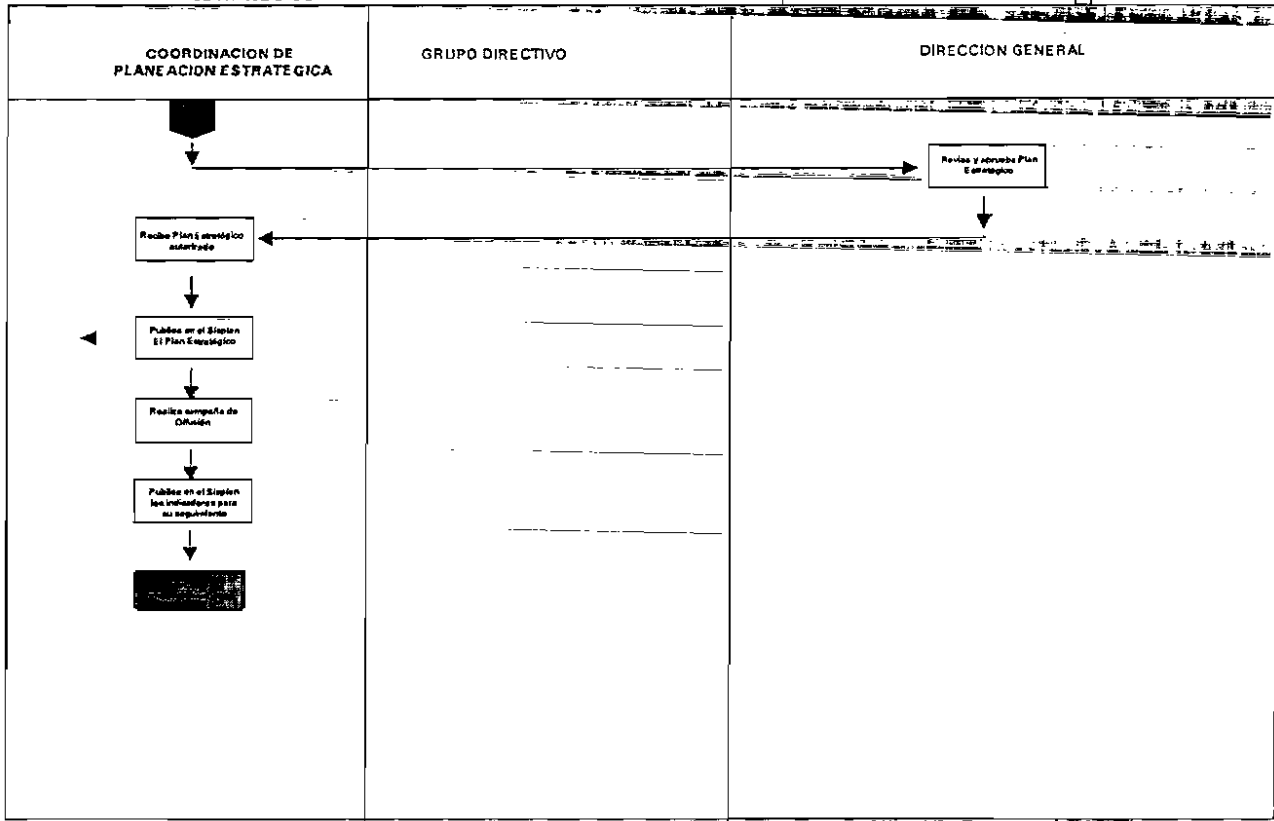 COORDINACION DE
PLANEACION ESTRATEGICA
GRUPO DIRECTIVO
DIRECCION GENERAL
Revisa y aprueba Plan
Estratégico
Recibe Plan Estratégico
autorizado
Publica en el Sisplan
El Plan Estratégico
Realiza campaña de
Difusión
Publica en el Sisplan
los indicadores para
su seguimiento